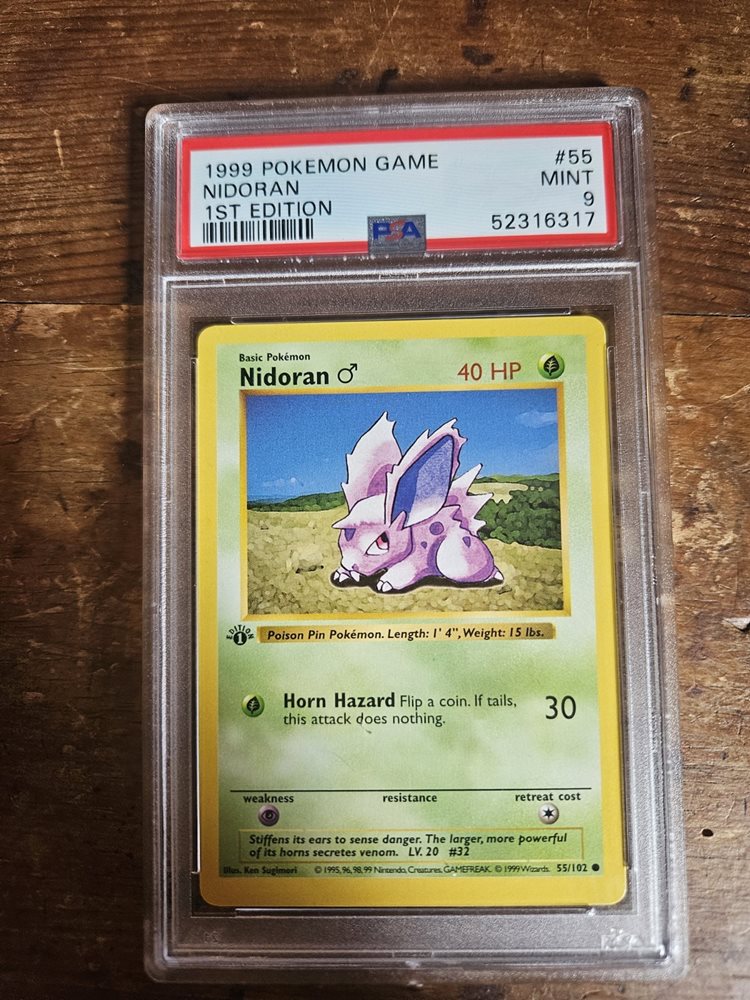 1999 POKEMON GAME #55
NIDORAN MINT
1ST EDITION 9
PSA 52316317
Basic Pokémon
Nidoran ♂ 40 HP
EDITION 1
Poison Pin Pokémon. Length: 1' 4", Weight: 15 lbs.
Horn Hazard Flip a coin. If tails,
this attack does nothing. 30
weakness resistance retreat cost
Stiffens its ears to sense danger. The larger, more powerful
of its horns secretes venom. LV. 20 #32
Illus. Ken Sugimori © 1995, 96, 98, 99 Nintendo, Creatures, GAMEFREAK. © 1999 Wizards. 55/102 ●